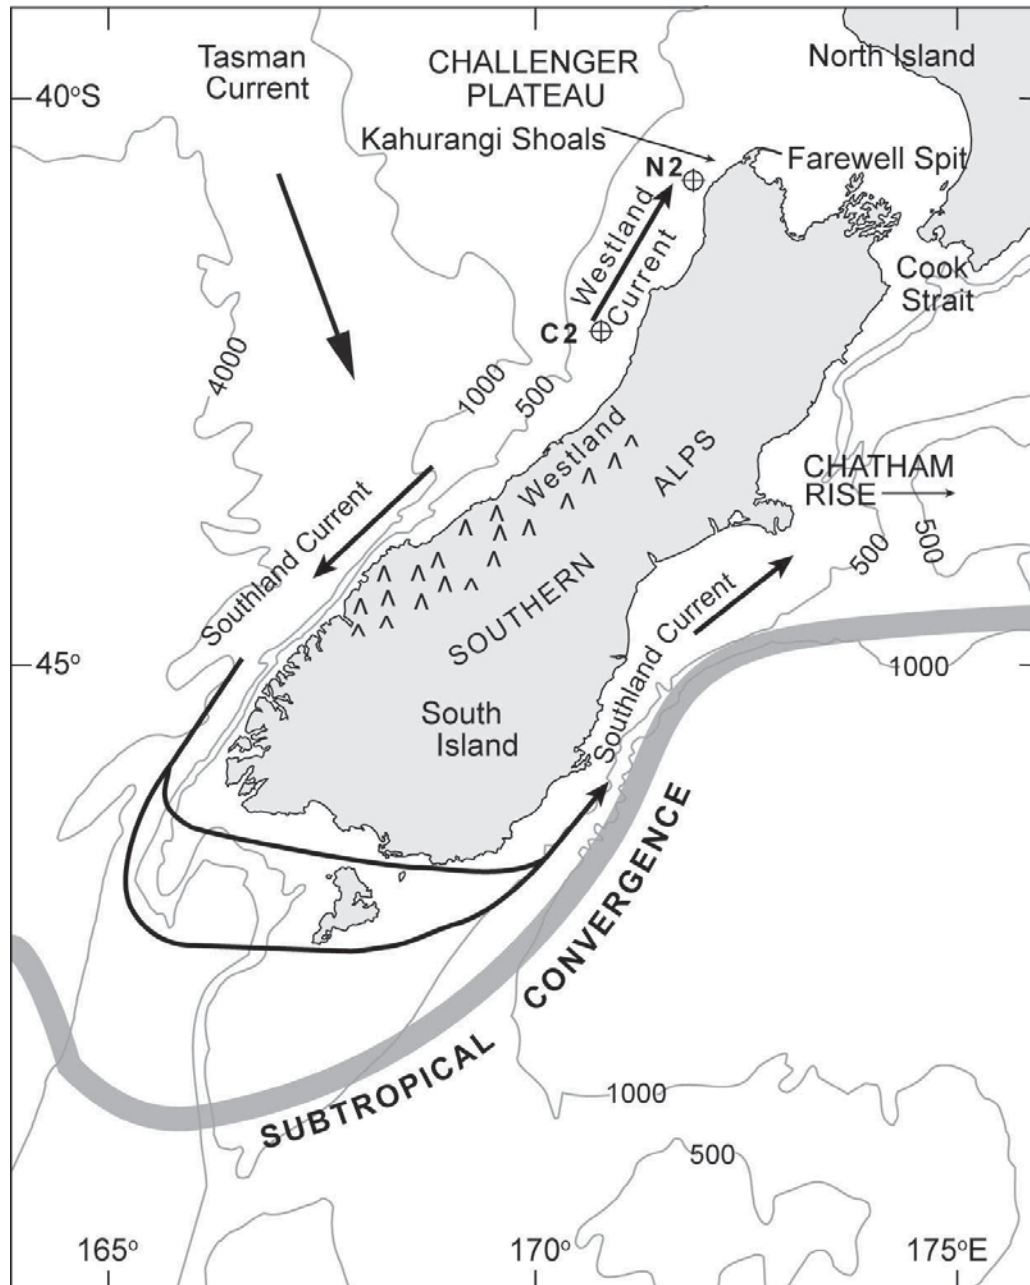 Tasman
Current
CHALLENGER
PLATEAU
North Island
40°S
Kahurangi Shoals
Farewell Spit
N2
Westland
Current
Cook
Strait
C2
4000
1000
500
Westland
ALPS
CHATHAM
RISE
Southland Current
500
500
SOUTHERN
Southland Current
45°
1000
South
Island
SUBTROPICAL CONVERGENCE
1000
500
165°
170°
175°E